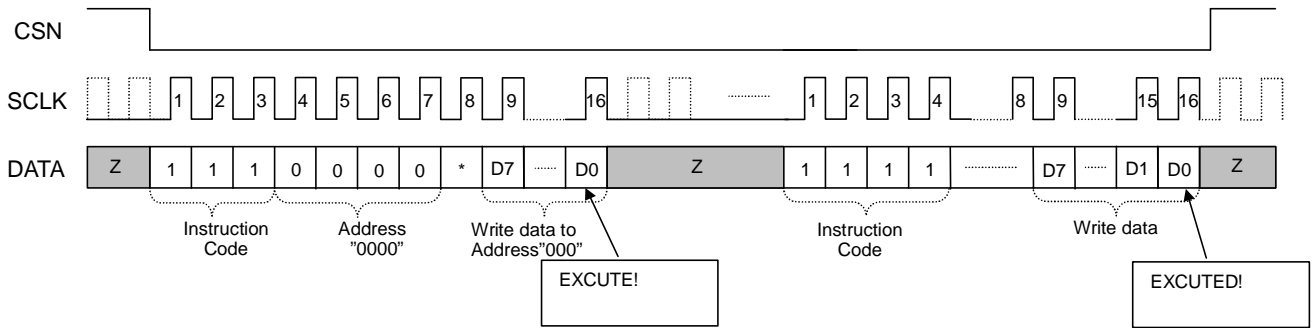 CSN
SCLK 1 2 3 4 5 6 7 8 9 16 1 2 3 4 8 9 15 16
DATA Z 1 1 1 0 0 0 0 * D7 D0 Z 1 1 1 1 D7 D1 D0 Z
Instruction
Code
Address
"0000"
Write data to
Address"000"
Instruction
Code
Write data
EXCUTE!
EXCUTED!